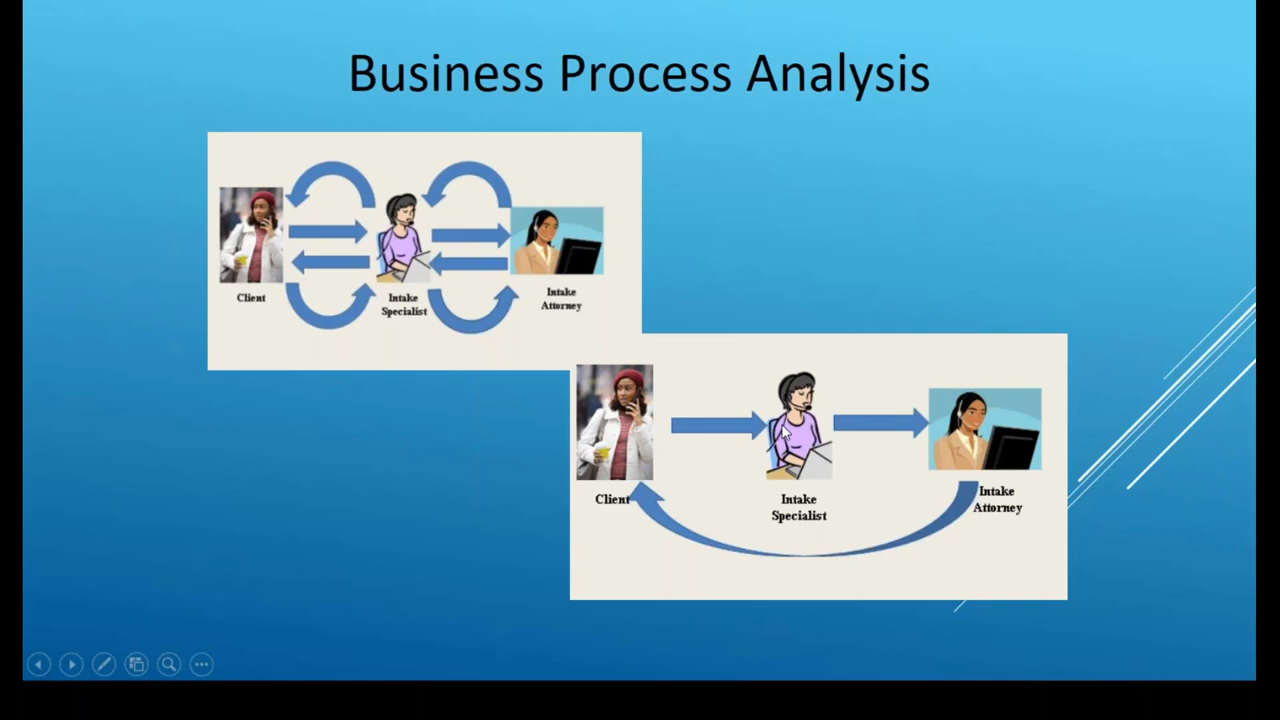 Business Process Analysis
Client
Intake
Specialist
Intake
Attorney
Client
Intake
Specialist
Intake
Attorney